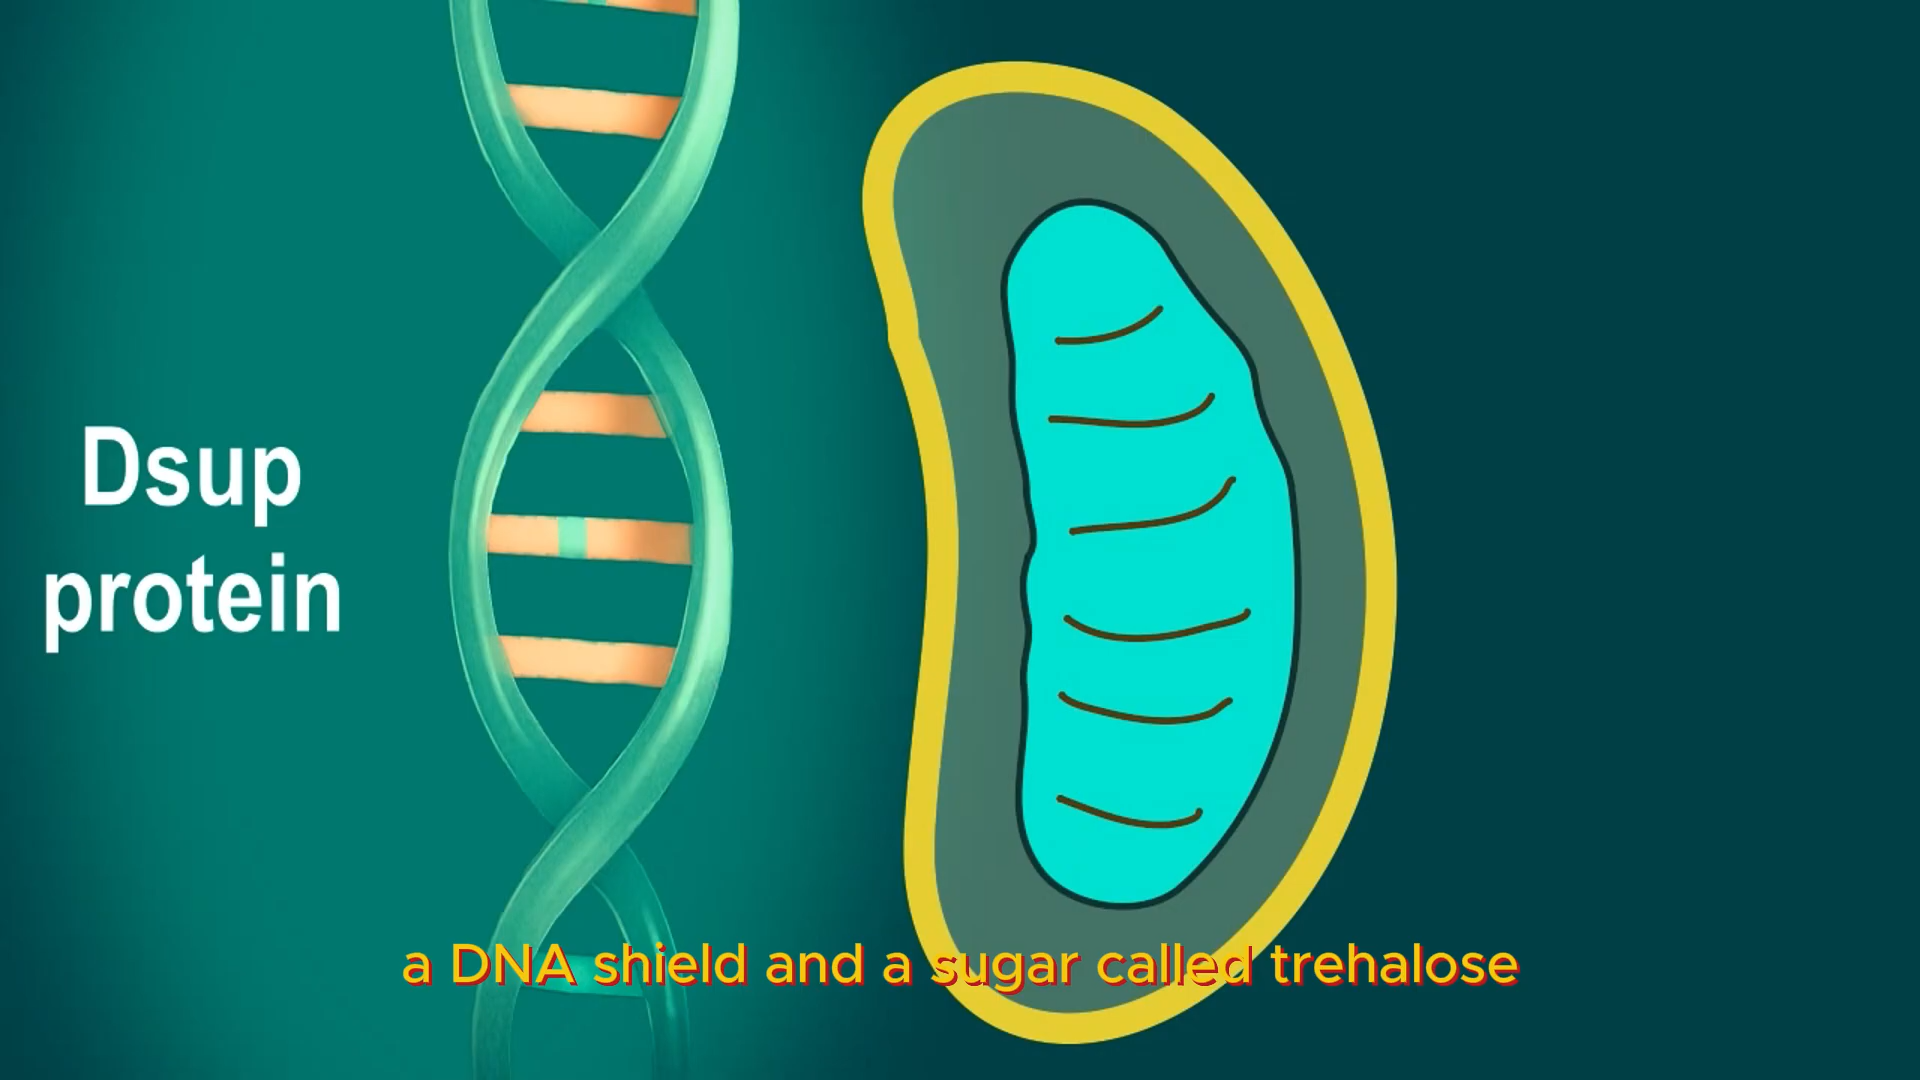 Dsup
protein
a DNA shield and a sugar called trehalose